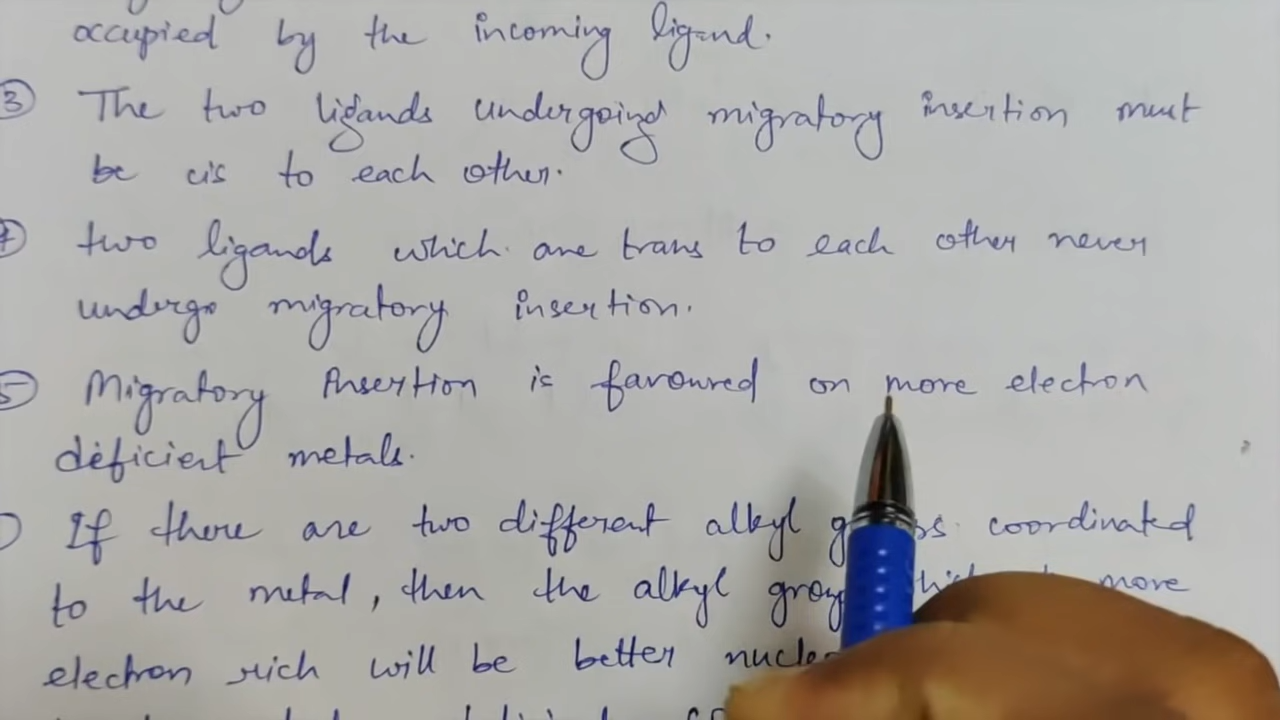 occupied by the incoming ligand.
③ The two ligands undergoing migratory insertion must
be cis to each other.
two ligands which are trans to each other never
undergo migratory insertion.
⑤ Migratory Insertion is favoured on more electron
deficient metals.
If there are two different alkyl coordinated
to the metal, then the alkyl more
electron rich will be better